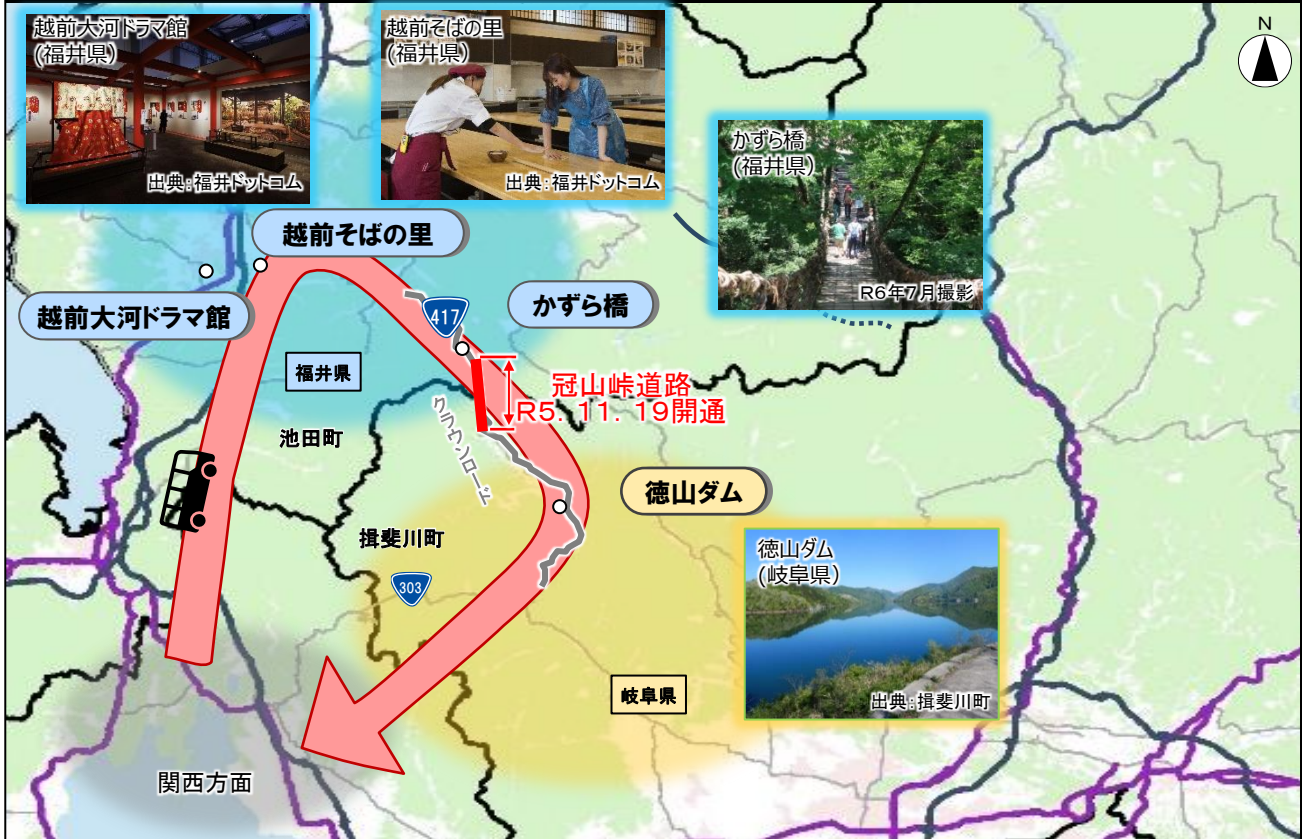 越前大河ドラマ館
(福井県)
出典:福井ドットコム
越前そばの里
(福井県)
出典:福井ドットコム
N
かずら橋
(福井県)
R6年7月撮影
越前そばの里
越前大河ドラマ館
かずら橋
417
福井県
冠山峠道路
R5.11.19開通
クラウンロード
池田町
徳山ダム
揖斐川町
303
徳山ダム
(岐阜県)
出典:揖斐川町
岐阜県
関西方面